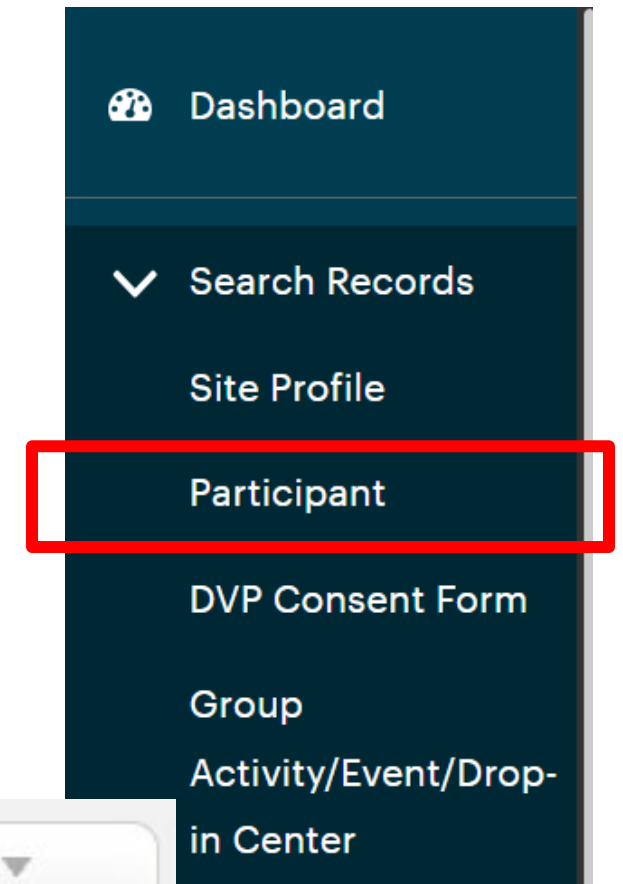 Dashboard
Search Records
Site Profile
Participant
DVP Consent Form
Group
Activity/Event/Drop-
in Center